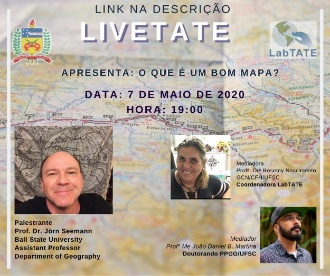 LINK NA DESCRIÇÃO
LIVETATE
LabTATE
APRESENTA: O QUE É UM BOM MAPA?
DATA: 7 DE MAIO DE 2020
HORA: 19:00
Palestrante
Prof. Dr. Jörn Seemann
Ball State University
Assistant Professor
Department of Geography
Mediadora
Profª. Drª Rosemy Nascimento
GCN/CFH/UFSC
Coordenadora LabTATE
Mediador
Profº Me João Daniel B. Martins
Doutorando PPGG/UFSC